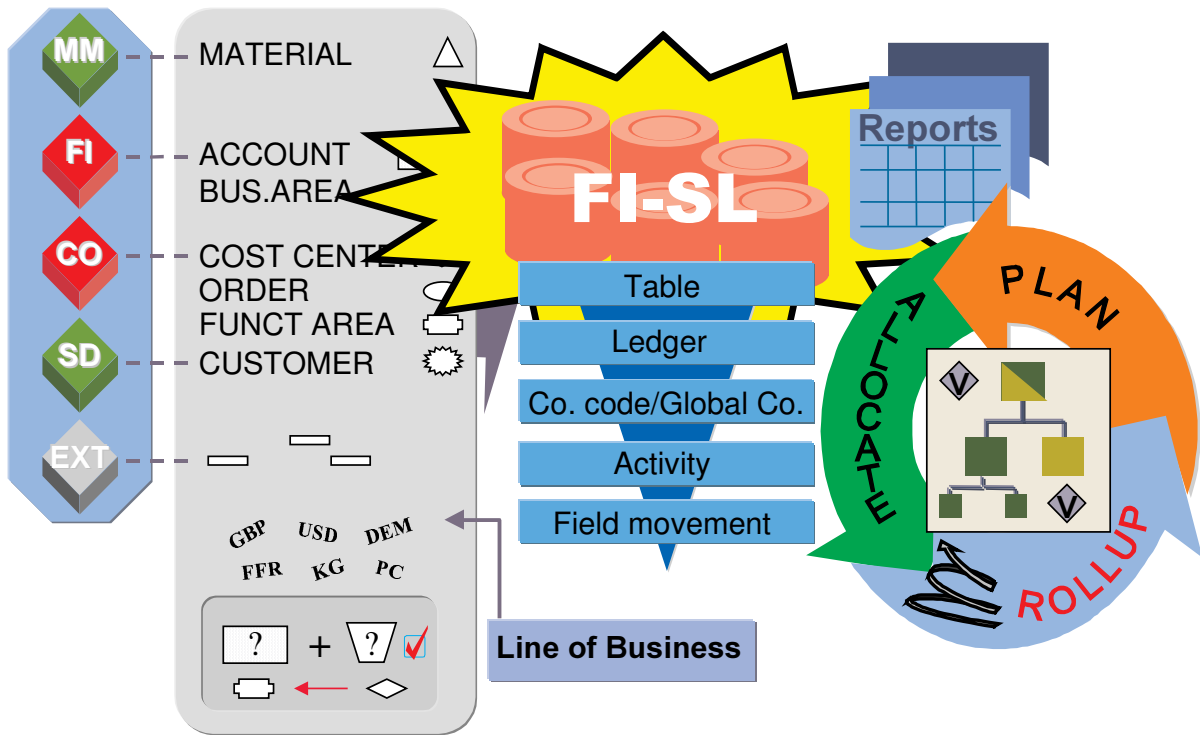 MM
MATERIAL
FI
ACCOUNT
BUS.AREA
CO
COST CENTER
ORDER
FUNCT AREA
SD
CUSTOMER
EXT
GBP USD DEM
FFR KG PC
? + ?
FI-SL
Table
Ledger
Co. code/Global Co.
Activity
Field movement
Line of Business
Reports
PLAN
ALLOCATE
V
V
ROLLUP